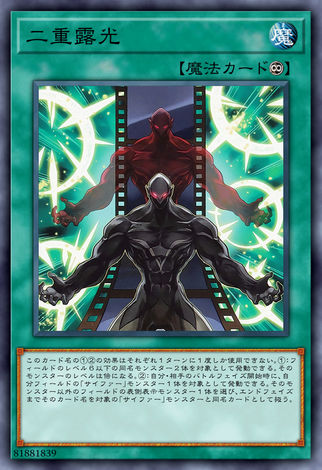 二重露光
魔
【魔法カード】
このカード名の①②の効果はそれぞれ1ターンに1度しか使用できない。①:フ
ィールドのレベル6以下の同名モンスター2体を対象として発動できる。その
モンスターのレベルは倍になる。②:自分・相手のバトルフェイズ開始時に、自
分フィールドの「サイファー」モンスター1体を対象として発動できる。そのモ
ンスター以外のフィールドの表側表示モンスター1体を選び、エンドフェイズ
までそのカード名を対象の「サイファー」モンスターと同名カードとして扱う。
81881839